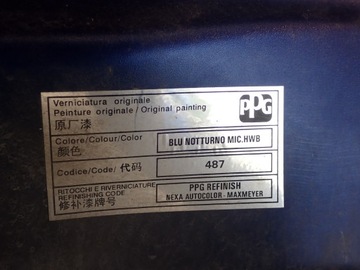 Verniciatura originale
Peinture originale / Original painting
原厂漆
PPG
Colore/Colour/Color
颜色
BLU NOTTURNO MIC.HWB
Codice/Code/代码
487
RITOCCHI E RIVERNICIATURE
REFINISHING CODE
修补漆牌号
PPG REFINISH
NEXA AUTOCOLOR - MAXMEYER